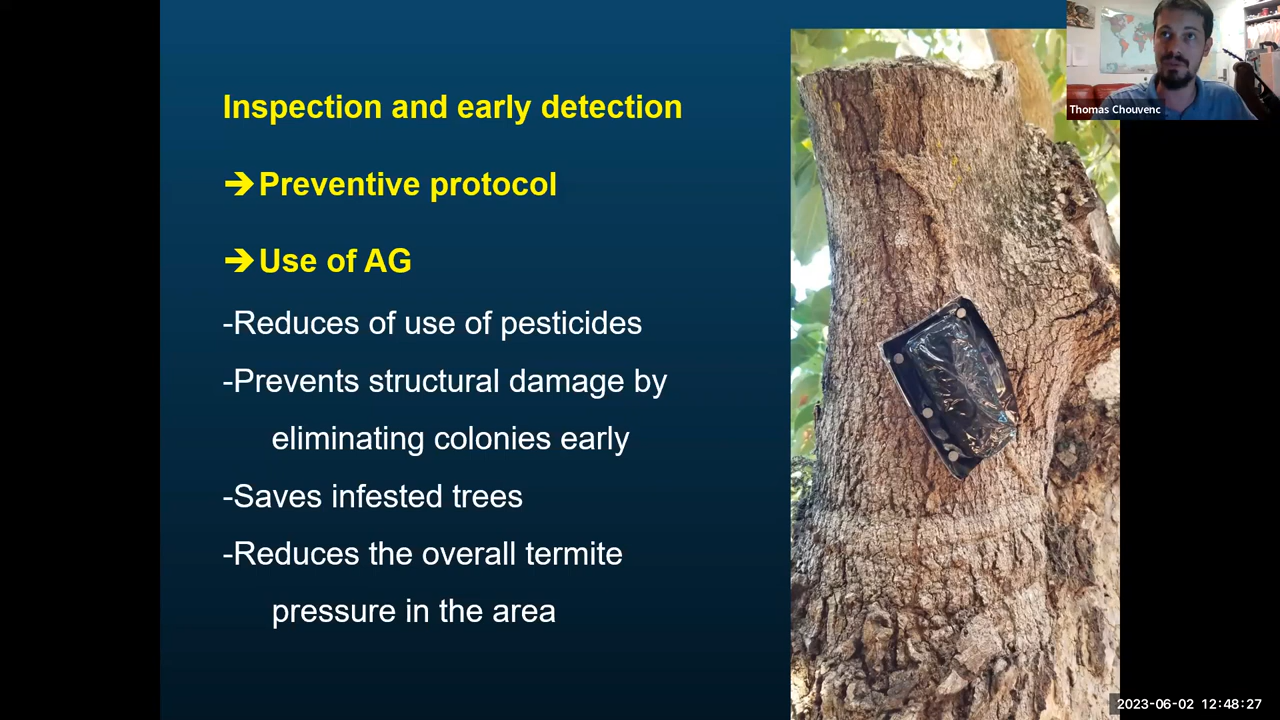 Inspection and early detection
➔Preventive protocol
➔Use of AG
-Reduces of use of pesticides
-Prevents structural damage by
eliminating colonies early
-Saves infested trees
-Reduces the overall termite
pressure in the area
Thomas Chouvenc
2023-06-02 12:48:27